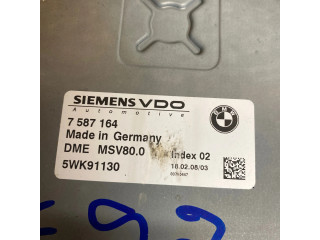 SIEMENS VDO
Automotive
7 587 164
Made in Germany
DME MSV80.0 Index 02
5WK91130 18.02.08/03
BMW